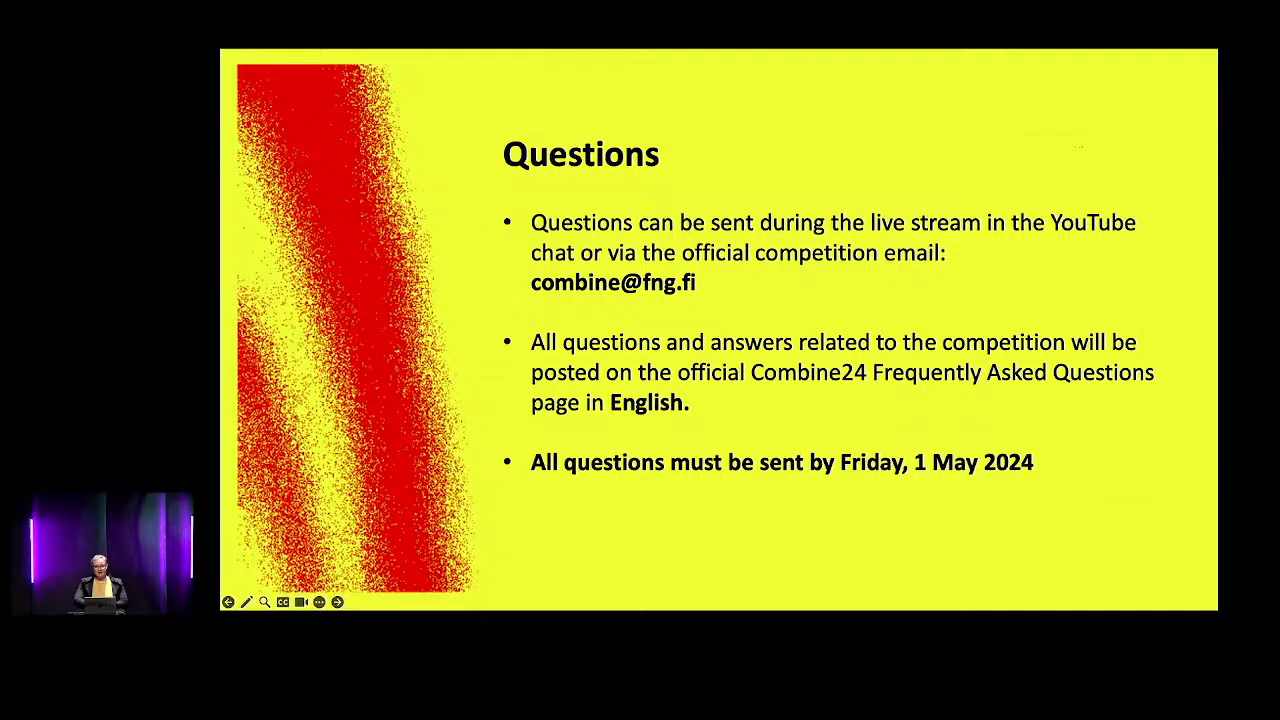 Questions
• Questions can be sent during the live stream in the YouTube
chat or via the official competition email:
combine@fng.fi
• All questions and answers related to the competition will be
posted on the official Combine24 Frequently Asked Questions
page in English.
• All questions must be sent by Friday, 1 May 2024
CC